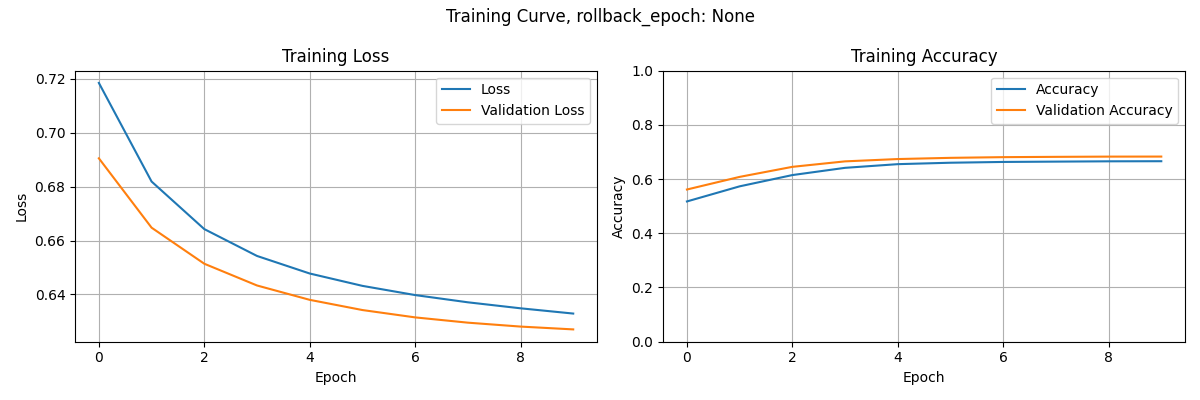 Training Curve, rollback_epoch: None
Training Loss
0.72
0.70
0.68
0.66
0.64
Loss
0 2 4 6 8
Epoch
Loss
Validation Loss
Training Accuracy
1.0
0.8
0.6
0.4
0.2
0.0
Accuracy
0 2 4 6 8
Epoch
Accuracy
Validation Accuracy